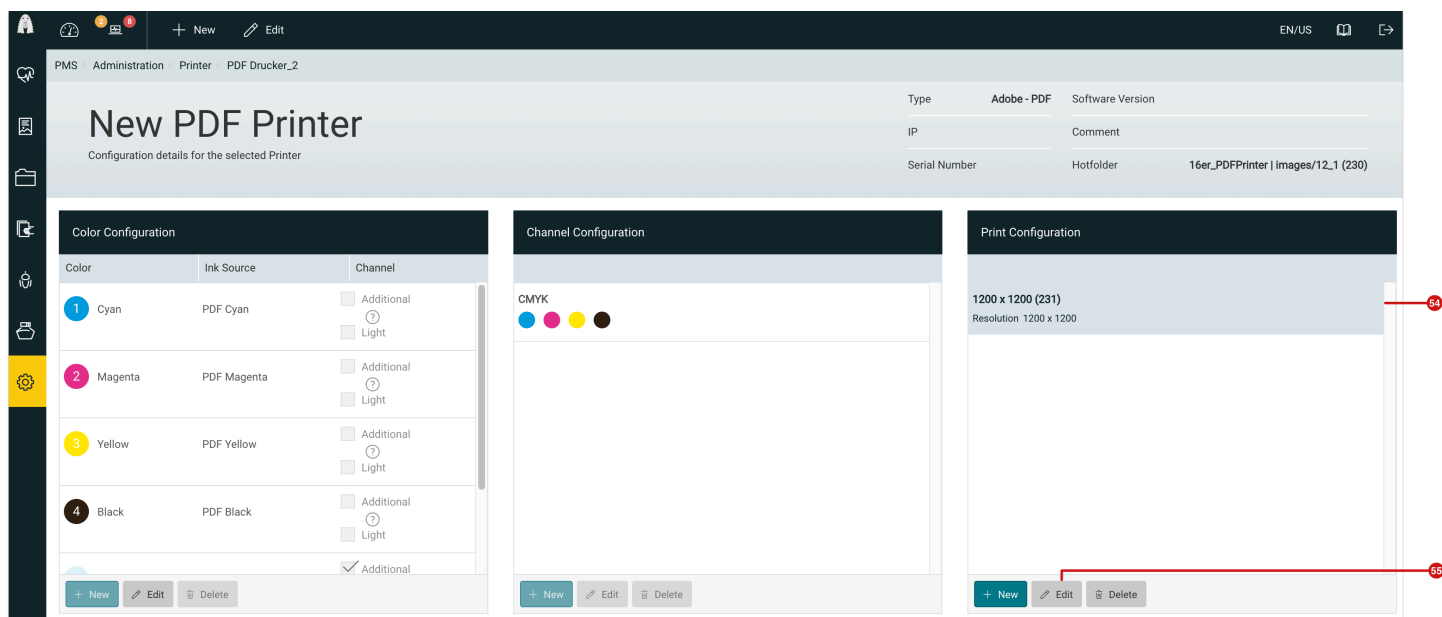 2 8 + New Edit EN/US
PMS < Administration < Printer < PDF Drucker_2
New PDF Printer
Configuration details for the selected Printer
Type Adobe - PDF Software Version
IP Comment
Serial Number Hotfolder 16er_PDFPrinter | images/12_1 (230)
Color Configuration
Color Ink Source Channel
1 Cyan PDF Cyan
Additional
?
Light
2 Magenta PDF Magenta
Additional
?
Light
3 Yellow PDF Yellow
Additional
?
Light
4 Black PDF Black
Additional
?
Light
Additional
+ New Edit Delete
Channel Configuration
CMYK
+ New Edit Delete
Print Configuration
1200 x 1200 (231)
Resolution 1200 x 1200
54
+ New Edit Delete
55